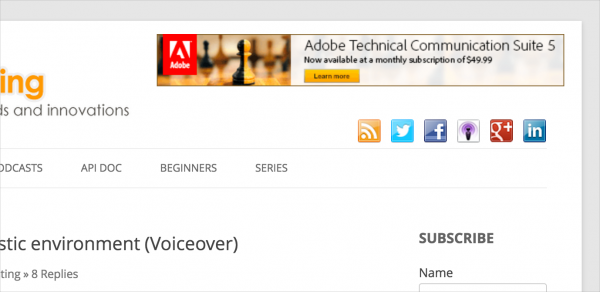 Adobe
Adobe Technical Communication Suite 5
Now available at a monthly subscription of $49.99
Learn more
ing
ds and innovations
ODCASTS
API DOC
BEGINNERS
SERIES
stic environment (Voiceover)
ting » 8 Replies
SUBSCRIBE
Name